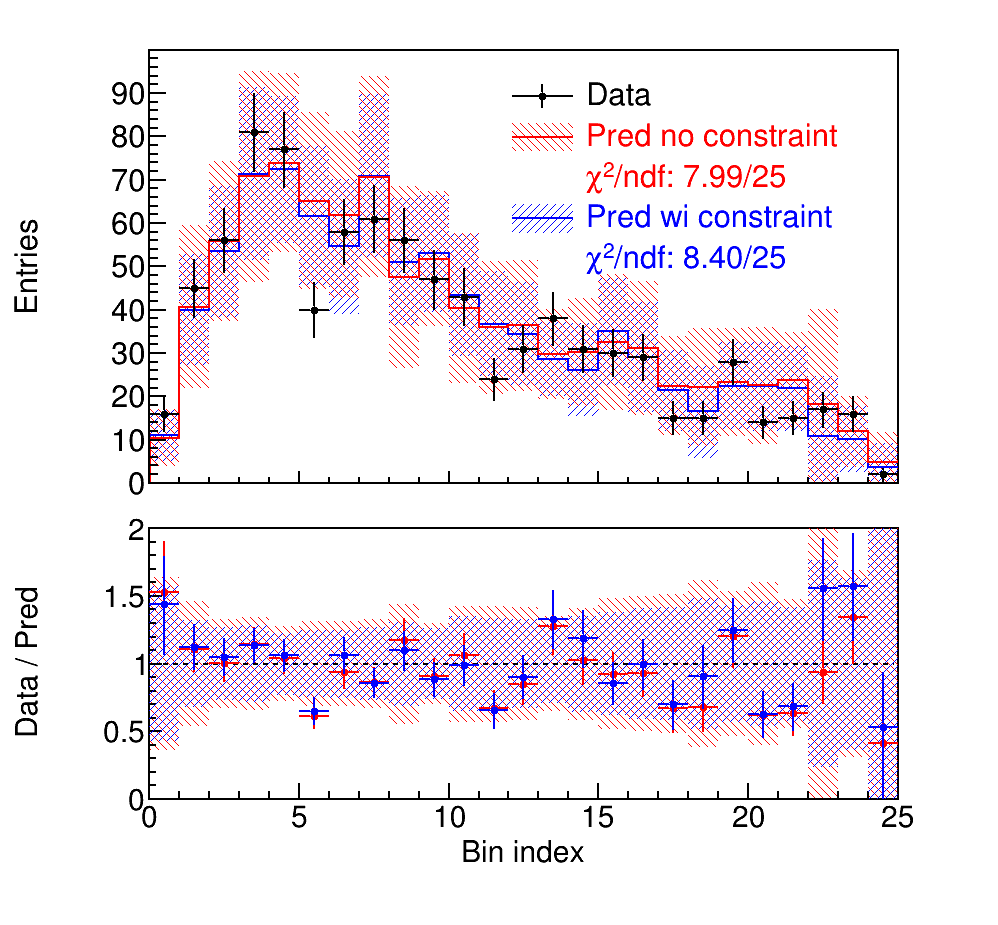 Entries
90
80
70
60
50
40
30
20
10
0
Data
Pred no constraint
χ²/ndf: 7.99/25
Pred wi constraint
χ²/ndf: 8.40/25
Data / Pred
2
1.5
1
0.5
0
0 5 10 15 20 25
Bin index